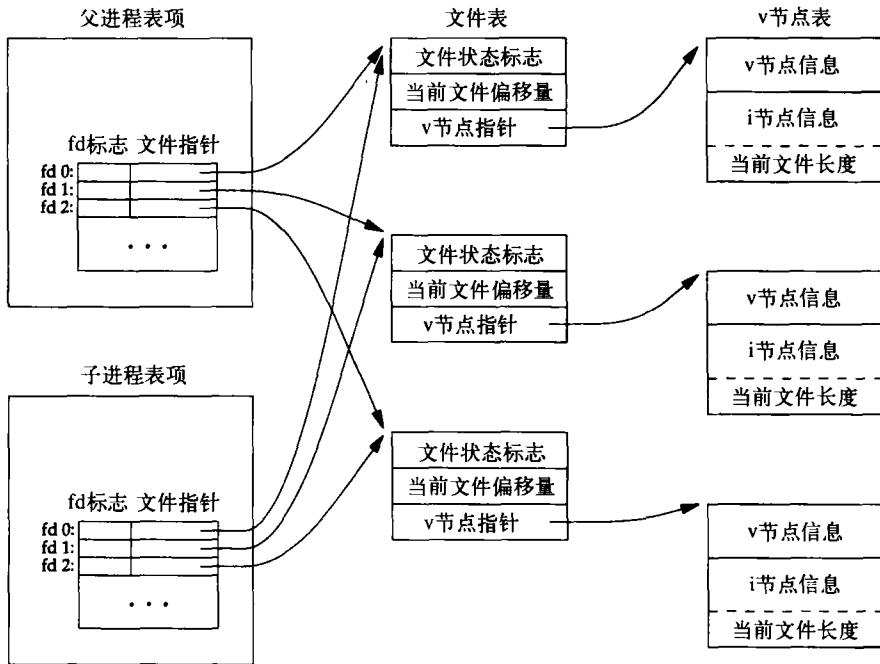 父进程表项
fd标志 文件指针
fd 0:
fd 1:
fd 2:
...
子进程表项
fd标志 文件指针
fd 0:
fd 1:
fd 2:
...
文件表
文件状态标志
当前文件偏移量
v节点指针
文件状态标志
当前文件偏移量
v节点指针
文件状态标志
当前文件偏移量
v节点指针
v节点表
v节点信息
i节点信息
当前文件长度
v节点信息
i节点信息
当前文件长度
v节点信息
i节点信息
当前文件长度